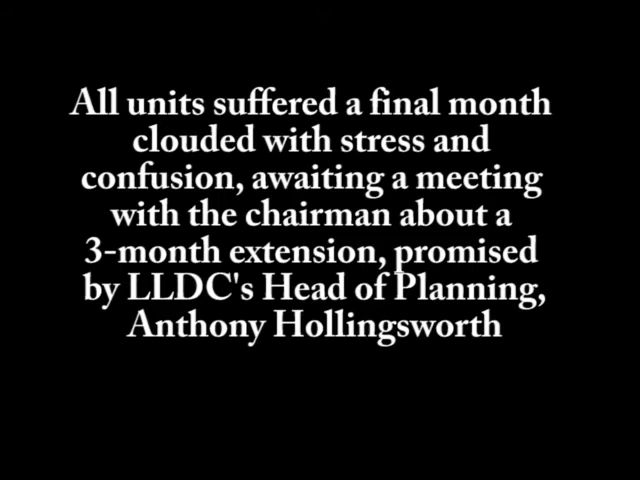 All units suffered a final month
clouded with stress and
confusion, awaiting a meeting
with the chairman about a
3-month extension, promised
by LLDC's Head of Planning,
Anthony Hollingsworth